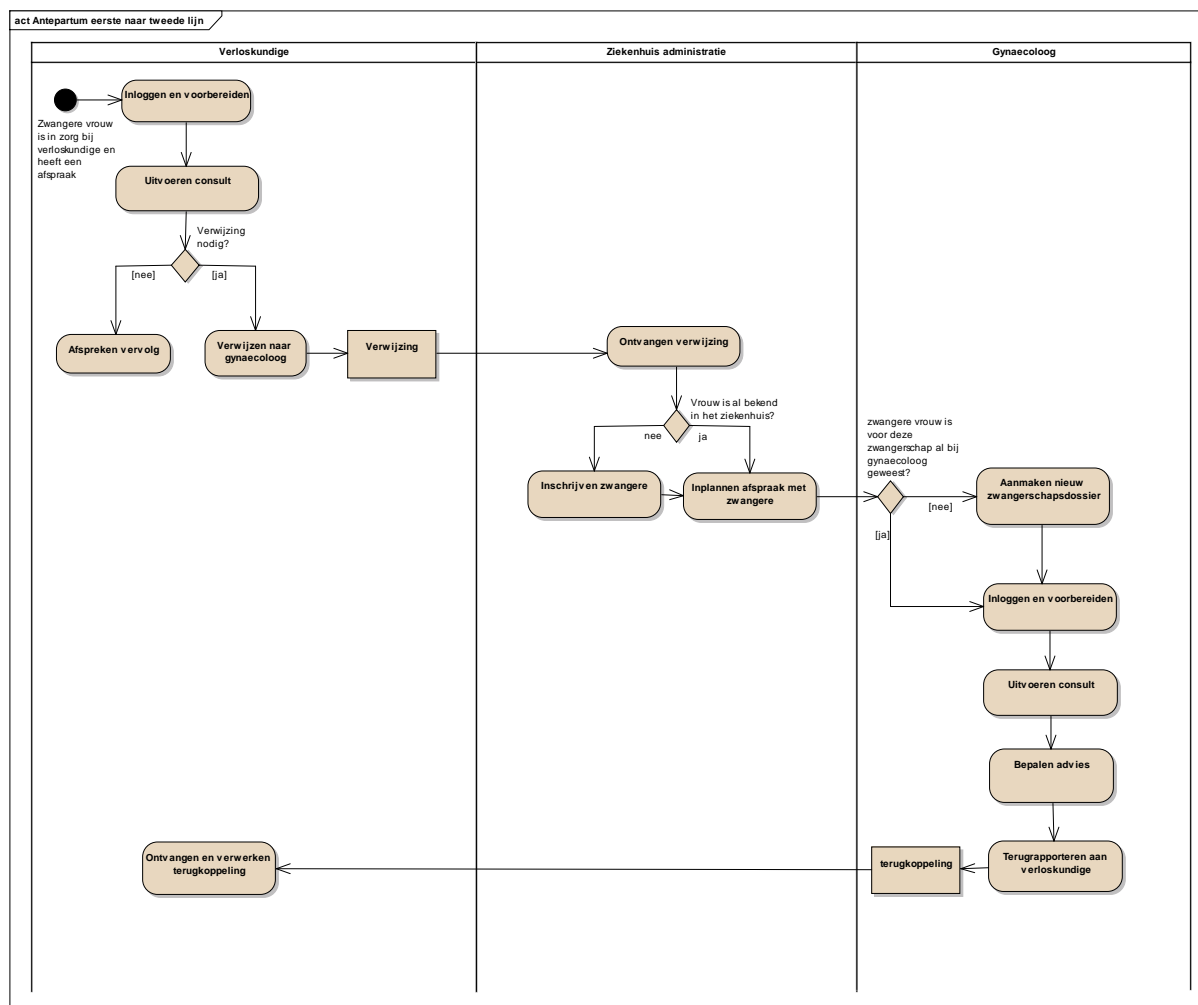 act Antepartum eerste naar tweede lijn
Verloskundige
Ziekenhuis administratie
Gynaecoloog
Inloggen en voorbereiden
Zwangere vrouw
is in zorg bij
verloskundige en
heeft een
afspraak
Uitvoeren consult
Verwijzing
nodig?
[nee]
[ja]
Afspreken vervolg
Verwijzen naar
gynaecoloog
Verwijzing
Ontvangen verwijzing
Vrouw is al bekend
in het ziekenhuis?
nee
ja
Inschrijven zwangere
Inplannen afspraak met
zwangere
zwangere vrouw is
voor deze
zwangerschap al bij
gynaecoloog
geweest?
[nee]
[ja]
Aanmaken nieuw
zwangerschapsdossier
Inloggen en voorbereiden
Uitvoeren consult
Bepalen advies
Terugrapporteren aan
verloskundige
terugkoppeling
Ontvangen en verwerken
terugkoppeling